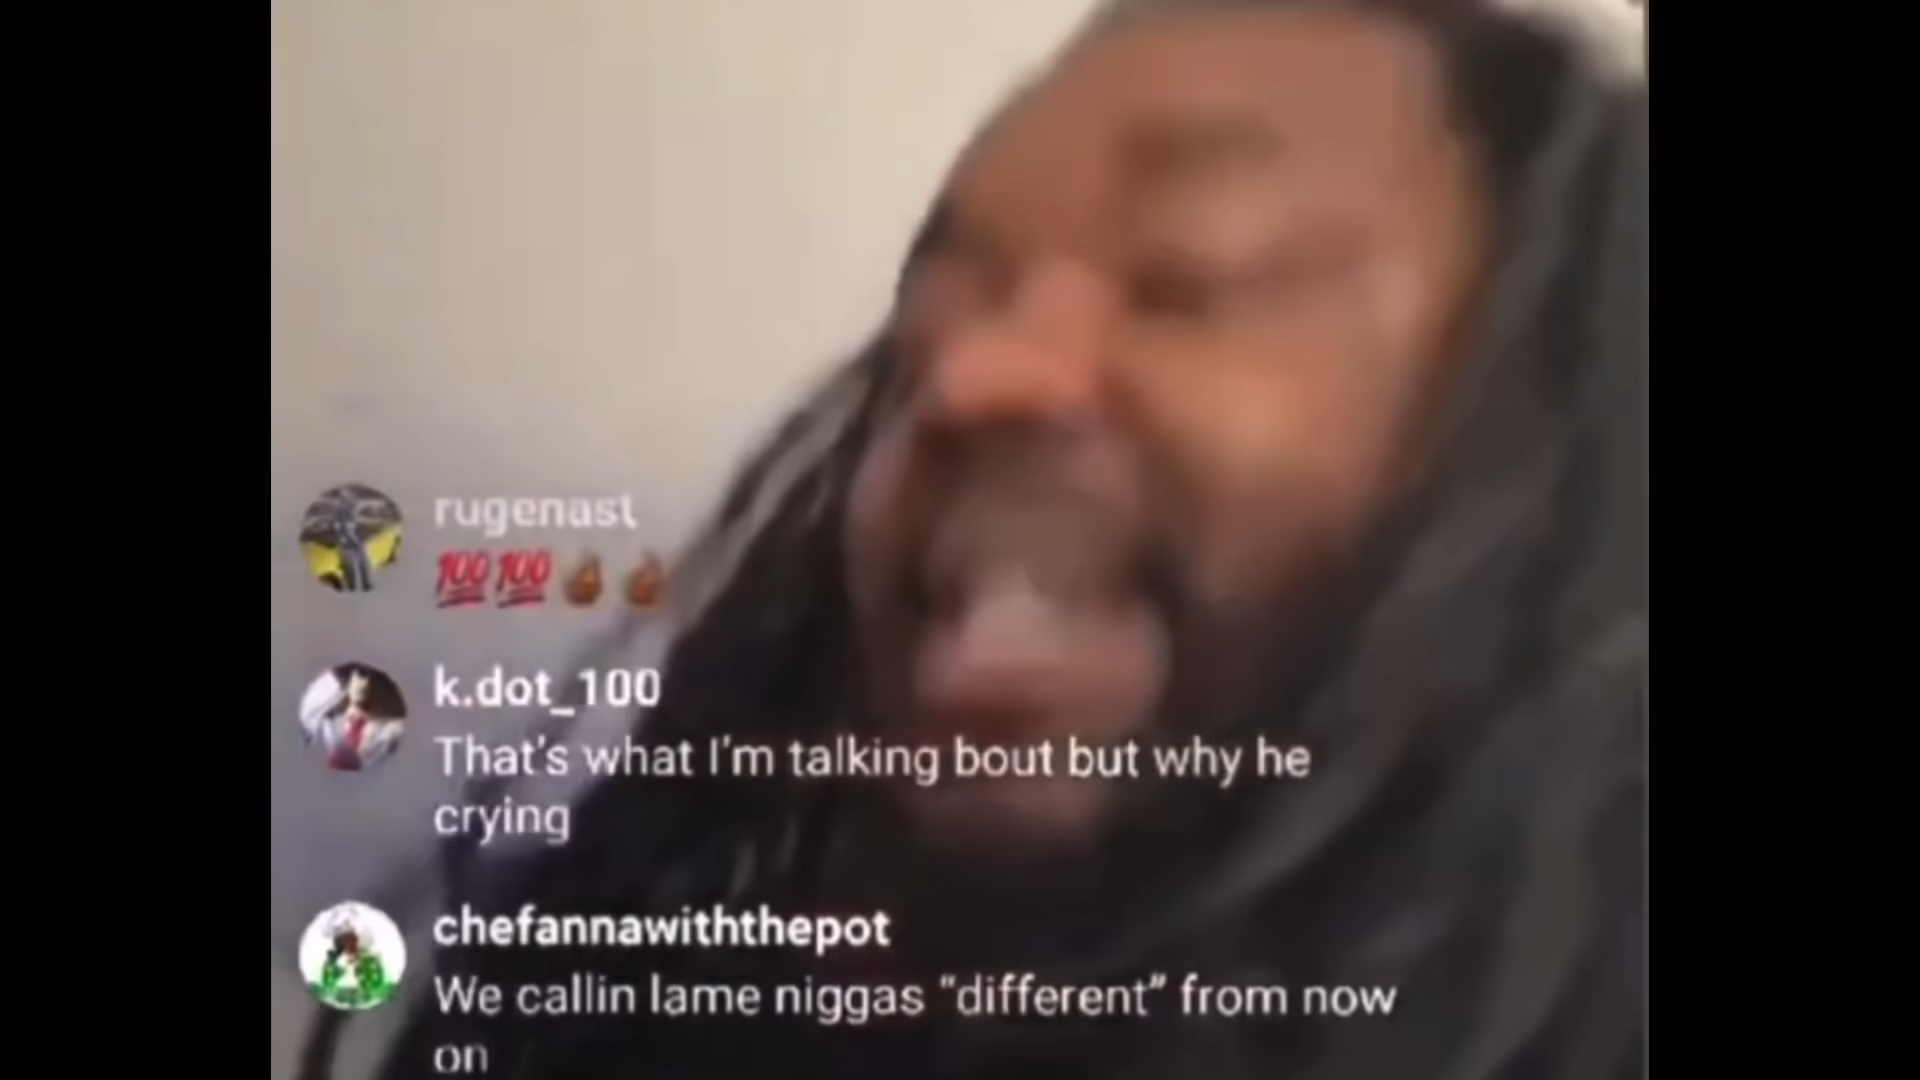 rugenast
💯💯👌🏾👌🏾
k.dot_100
That's what I'm talking bout but why he
crying
chefannawiththepot
We callin lame niggas "different" from now
on